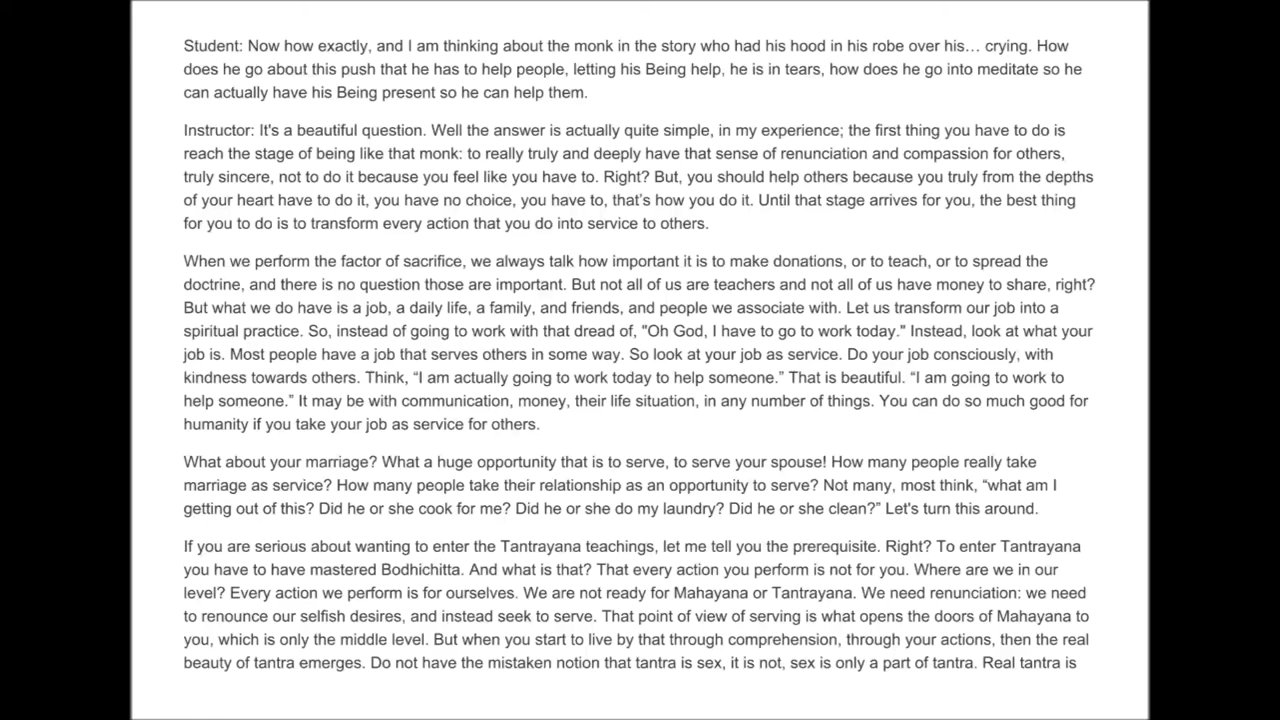 Student: Now how exactly, and I am thinking about the monk in the story who had his hood in his robe over his… crying. How
does he go about this push that he has to help people, letting his Being help, he is in tears, how does he go into meditate so he
can actually have his Being present so he can help them.
Instructor: It's a beautiful question. Well the answer is actually quite simple, in my experience; the first thing you have to do is
reach the stage of being like that monk: to really truly and deeply have that sense of renunciation and compassion for others,
truly sincere, not to do it because you feel like you have to. Right? But, you should help others because you truly from the depths
of your heart have to do it, you have no choice, you have to, that’s how you do it. Until that stage arrives for you, the best thing
for you to do is to transform every action that you do into service to others.
When we perform the factor of sacrifice, we always talk how important it is to make donations, or to teach, or to spread the
doctrine, and there is no question those are important. But not all of us are teachers and not all of us have money to share, right?
But what we do have is a job, a daily life, a family, and friends, and people we associate with. Let us transform our job into a
spiritual practice. So, instead of going to work with that dread of, "Oh God, I have to go to work today." Instead, look at what your
job is. Most people have a job that serves others in some way. So look at your job as service. Do your job consciously, with
kindness towards others. Think, “I am actually going to work today to help someone.” That is beautiful. “I am going to work to
help someone.” It may be with communication, money, their life situation, in any number of things. You can do so much good for
humanity if you take your job as service for others.
What about your marriage? What a huge opportunity that is to serve, to serve your spouse! How many people really take
marriage as service? How many people take their relationship as an opportunity to serve? Not many, most think, “what am I
getting out of this? Did he or she cook for me? Did he or she do my laundry? Did he or she clean?” Let's turn this around.
If you are serious about wanting to enter the Tantrayana teachings, let me tell you the prerequisite. Right? To enter Tantrayana
you have to have mastered Bodhichitta. And what is that? That every action you perform is not for you. Where are we in our
level? Every action we perform is for ourselves. We are not ready for Mahayana or Tantrayana. We need renunciation: we need
to renounce our selfish desires, and instead seek to serve. That point of view of serving is what opens the doors of Mahayana to
you, which is only the middle level. But when you start to live by that through comprehension, through your actions, then the real
beauty of tantra emerges. Do not have the mistaken notion that tantra is sex, it is not, sex is only a part of tantra. Real tantra is